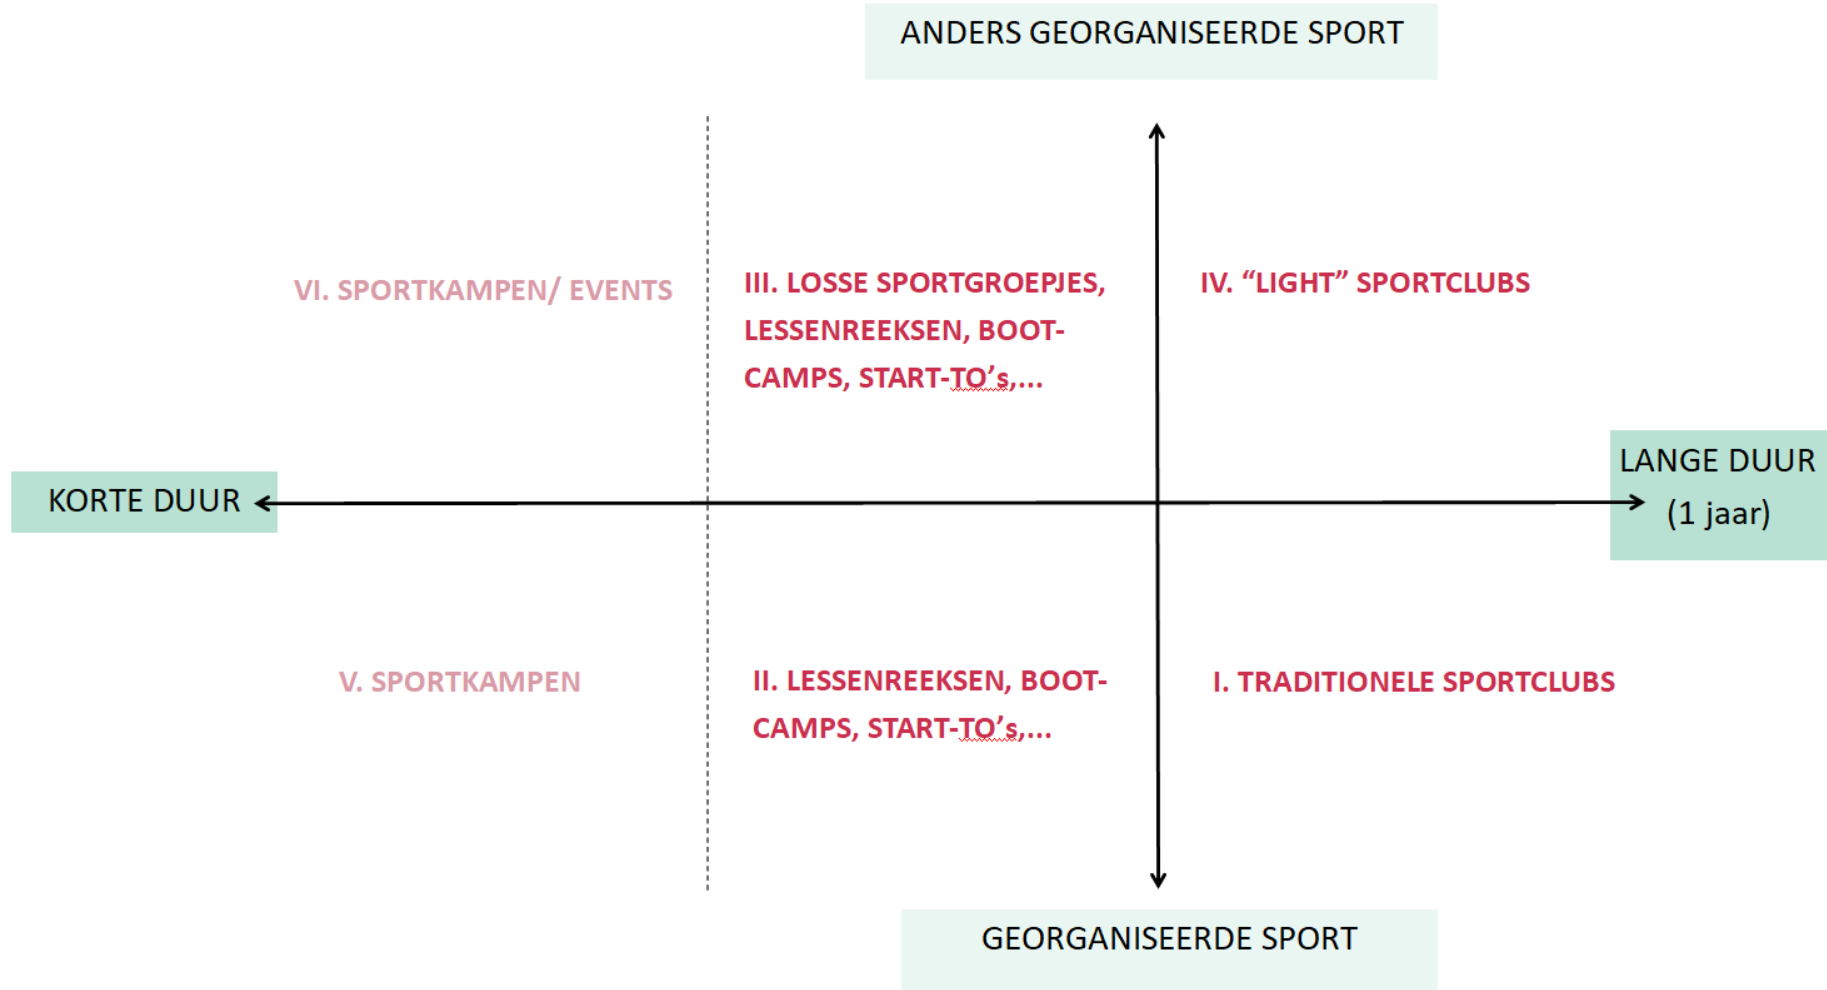 ANDERS GEORGANISEERDE SPORT
VI. SPORTKAMPEN/ EVENTS
III. LOSSE SPORTGROEPJES,
LESSENREEKSEN, BOOT-
CAMPS, START-TO’s,...
IV. “LIGHT” SPORTCLUBS
KORTE DUUR
LANGE DUUR
(1 jaar)
V. SPORTKAMPEN
II. LESSENREEKSEN, BOOT-
CAMPS, START-TO’s,...
I. TRADITIONELE SPORTCLUBS
GEORGANISEERDE SPORT